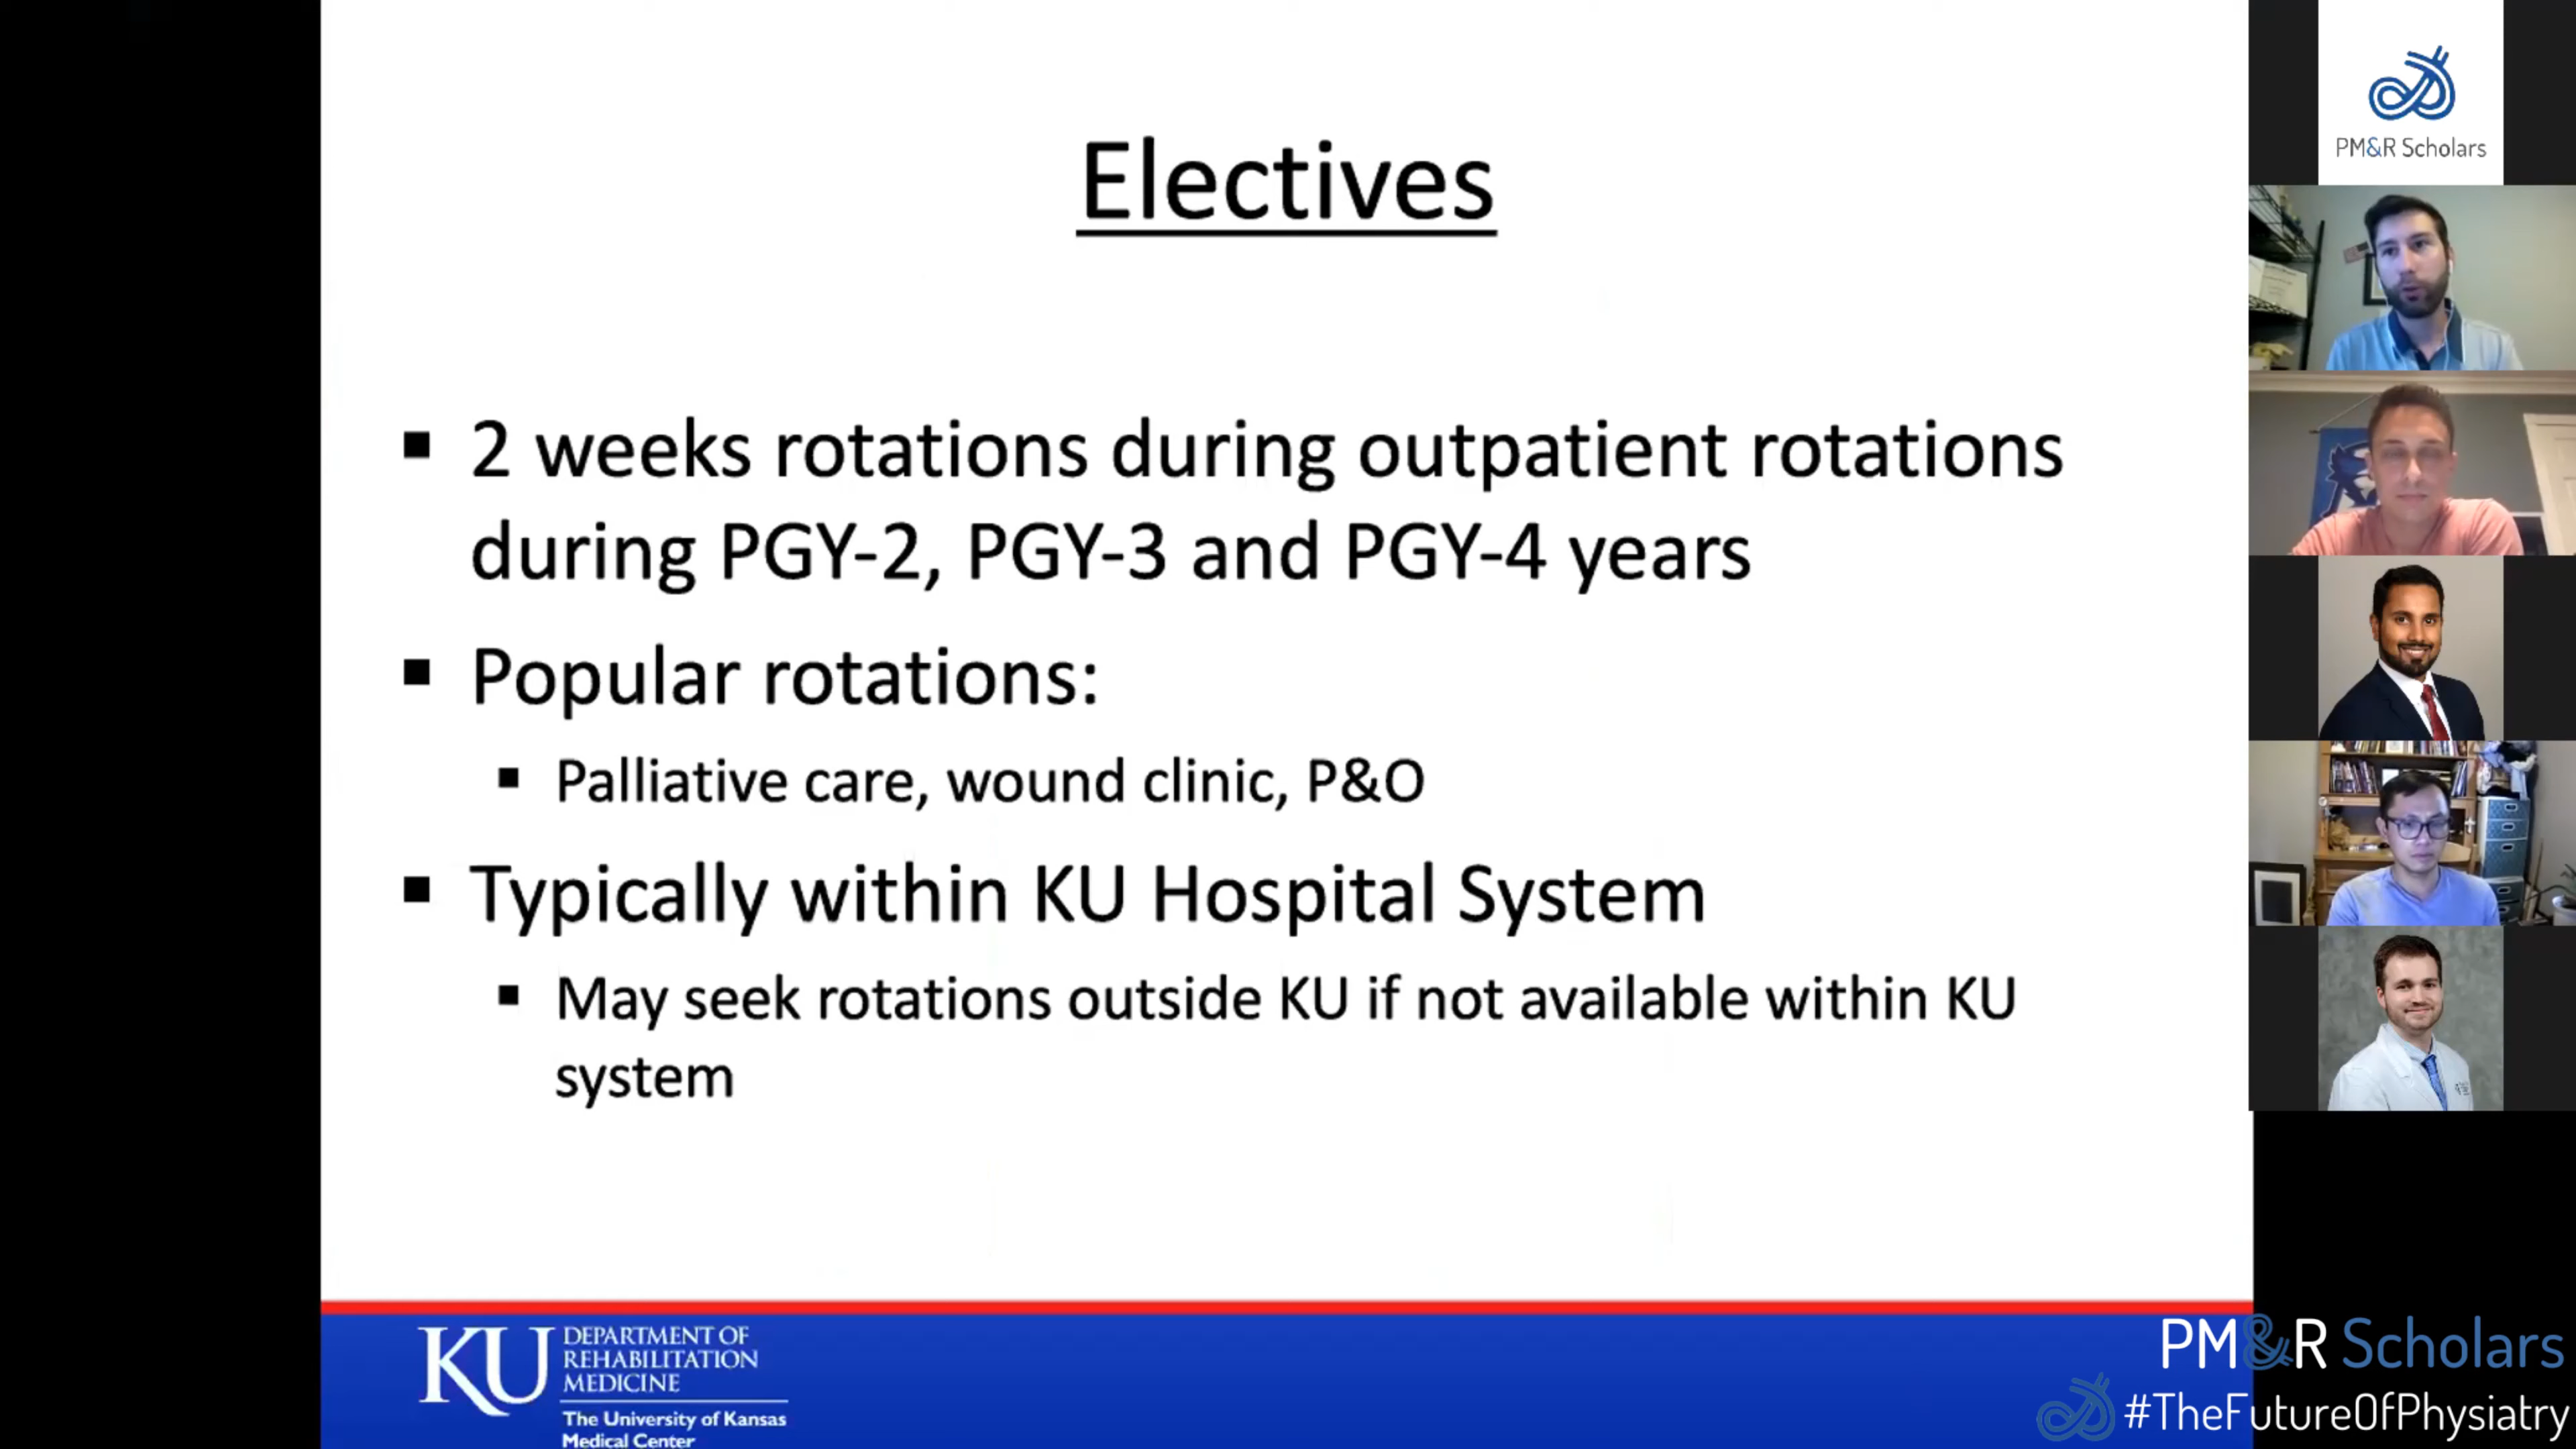 Electives
2 weeks rotations during outpatient rotations
during PGY-2, PGY-3 and PGY-4 years
Popular rotations:
Palliative care, wound clinic, P&O
Typically within KU Hospital System
May seek rotations outside KU if not available within KU
system
KU
DEPARTMENT OF
REHABILITATION
MEDICINE
The University of Kansas
Medical Center
PM&R Scholars
PM&R Scholars
#TheFutureOfPhysiatry